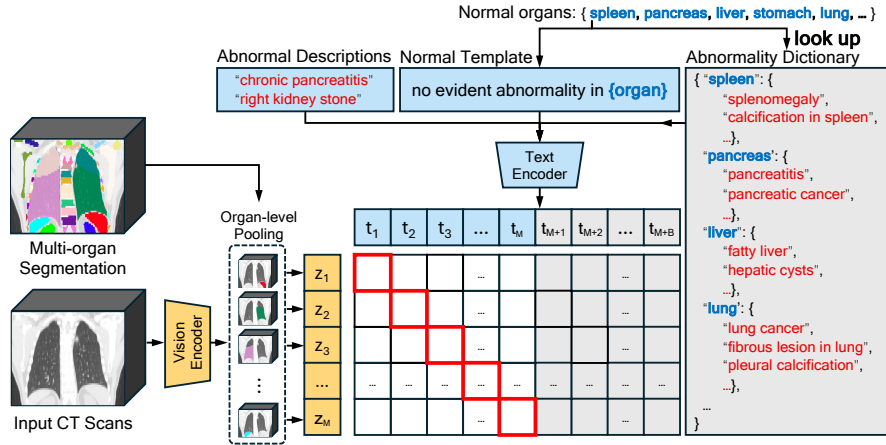 Normal organs: { spleen, pancreas, liver, stomach, lung, ... }
look up
Abnormal Descriptions
Normal Template
Abnormality Dictionary
“chronic pancreatitis”
“right kidney stone”
no evident abnormality in {organ}
{ “spleen”: {
“splenomegaly”,
“calcification in spleen”,
…},
“pancreas’: {
“pancreatitis”,
“pancreatic cancer”,
…},
“liver”: {
“fatty liver”,
“hepatic cysts”,
…},
“lung’: {
“lung cancer”,
“fibrous lesion in lung”,
“pleural calcification”,
…},
...
}
Text
Encoder
Multi-organ
Segmentation
Organ-level
Pooling
t1 t2 t3 ... tM tM+1 tM+2 ... tM+B
z1 ... ...
z2 ... ...
z3 ... ...
... ... ... ... ... ... ... ... ... ...
zM ... ...
Vision
Encoder
...
Input CT Scans